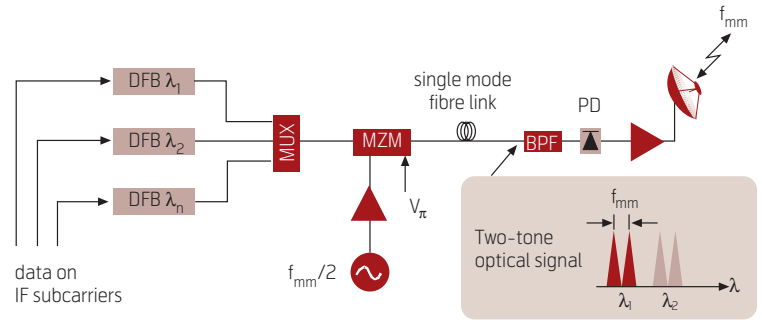 f_mm
single mode
fibre link
PD
DFB λ₁
DFB λ₂
DFB λₙ
MUX
MZM
BPF
V_π
f_mm/2
data on
IF subcarriers
f_mm
Two-tone
optical signal
λ₁
λ₂
λ